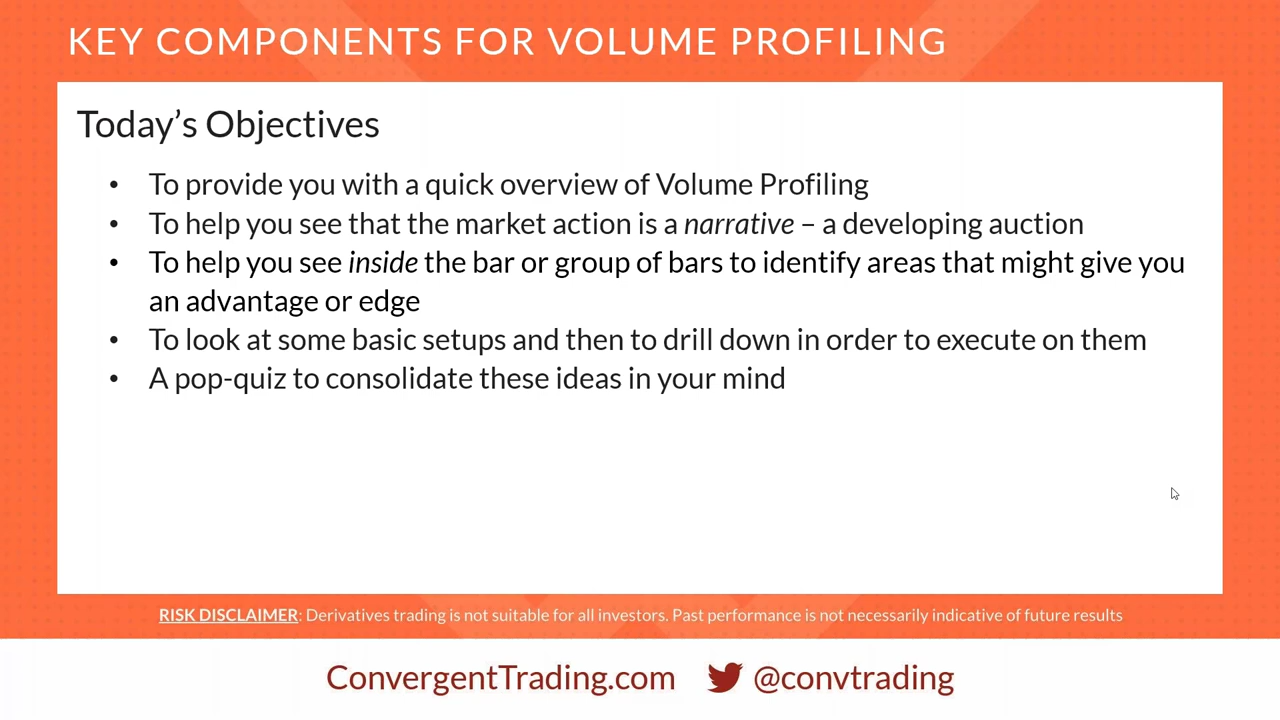 KEY COMPONENTS FOR VOLUME PROFILING
Today’s Objectives
• To provide you with a quick overview of Volume Profiling
• To help you see that the market action is a narrative – a developing auction
• To help you see inside the bar or group of bars to identify areas that might give you
an advantage or edge
• To look at some basic setups and then to drill down in order to execute on them
• A pop-quiz to consolidate these ideas in your mind
RISK DISCLAIMER: Derivatives trading is not suitable for all investors. Past performance is not necessarily indicative of future results
ConvergentTrading.com @convtrading